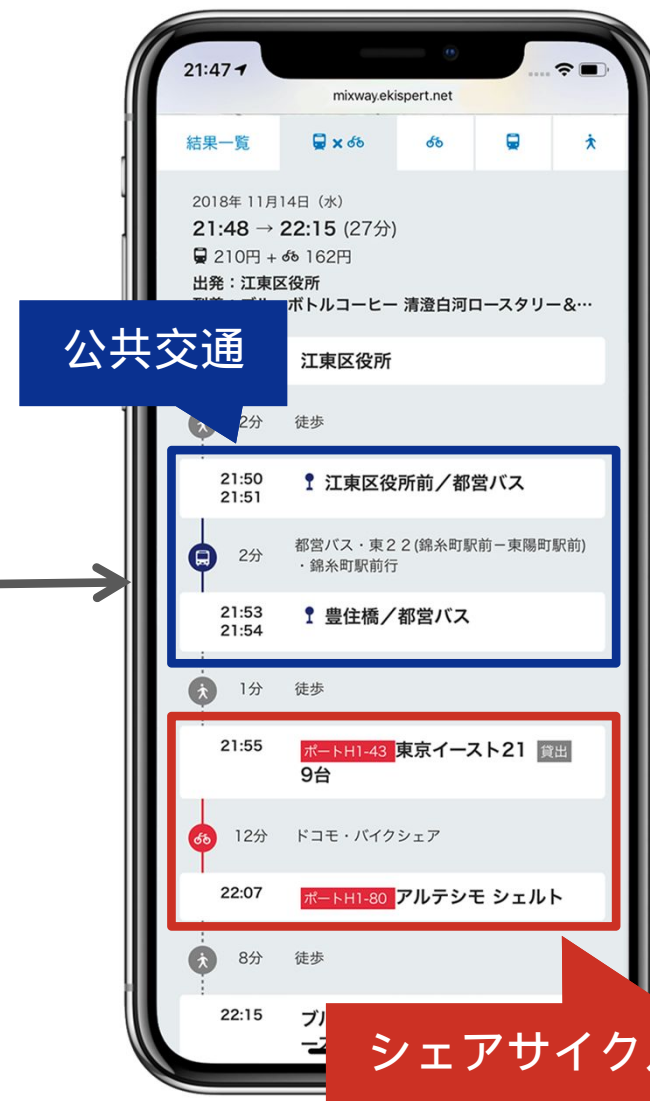 21:47
mixway.ekispert.net
結果一覧
×
2018年 11月14日（水）
21:48 → 22:15 (27分)
210円 + 162円
出発：江東区役所
ボトルコーヒー 清澄白河ロースタリー&…
公共交通
江東区役所
2分 徒歩
21:50
21:51
江東区役所前／都営バス
2分
都営バス・東２２(錦糸町駅前ー東陽町駅前)
・錦糸町駅前行
21:53
21:54
豊住橋／都営バス
1分 徒歩
21:55 ポートH1-43 東京イースト21 貸出
9台
12分 ドコモ・バイクシェア
22:07 ポートH1-80 アルテシモ シェルト
8分 徒歩
22:15
シェアサイク